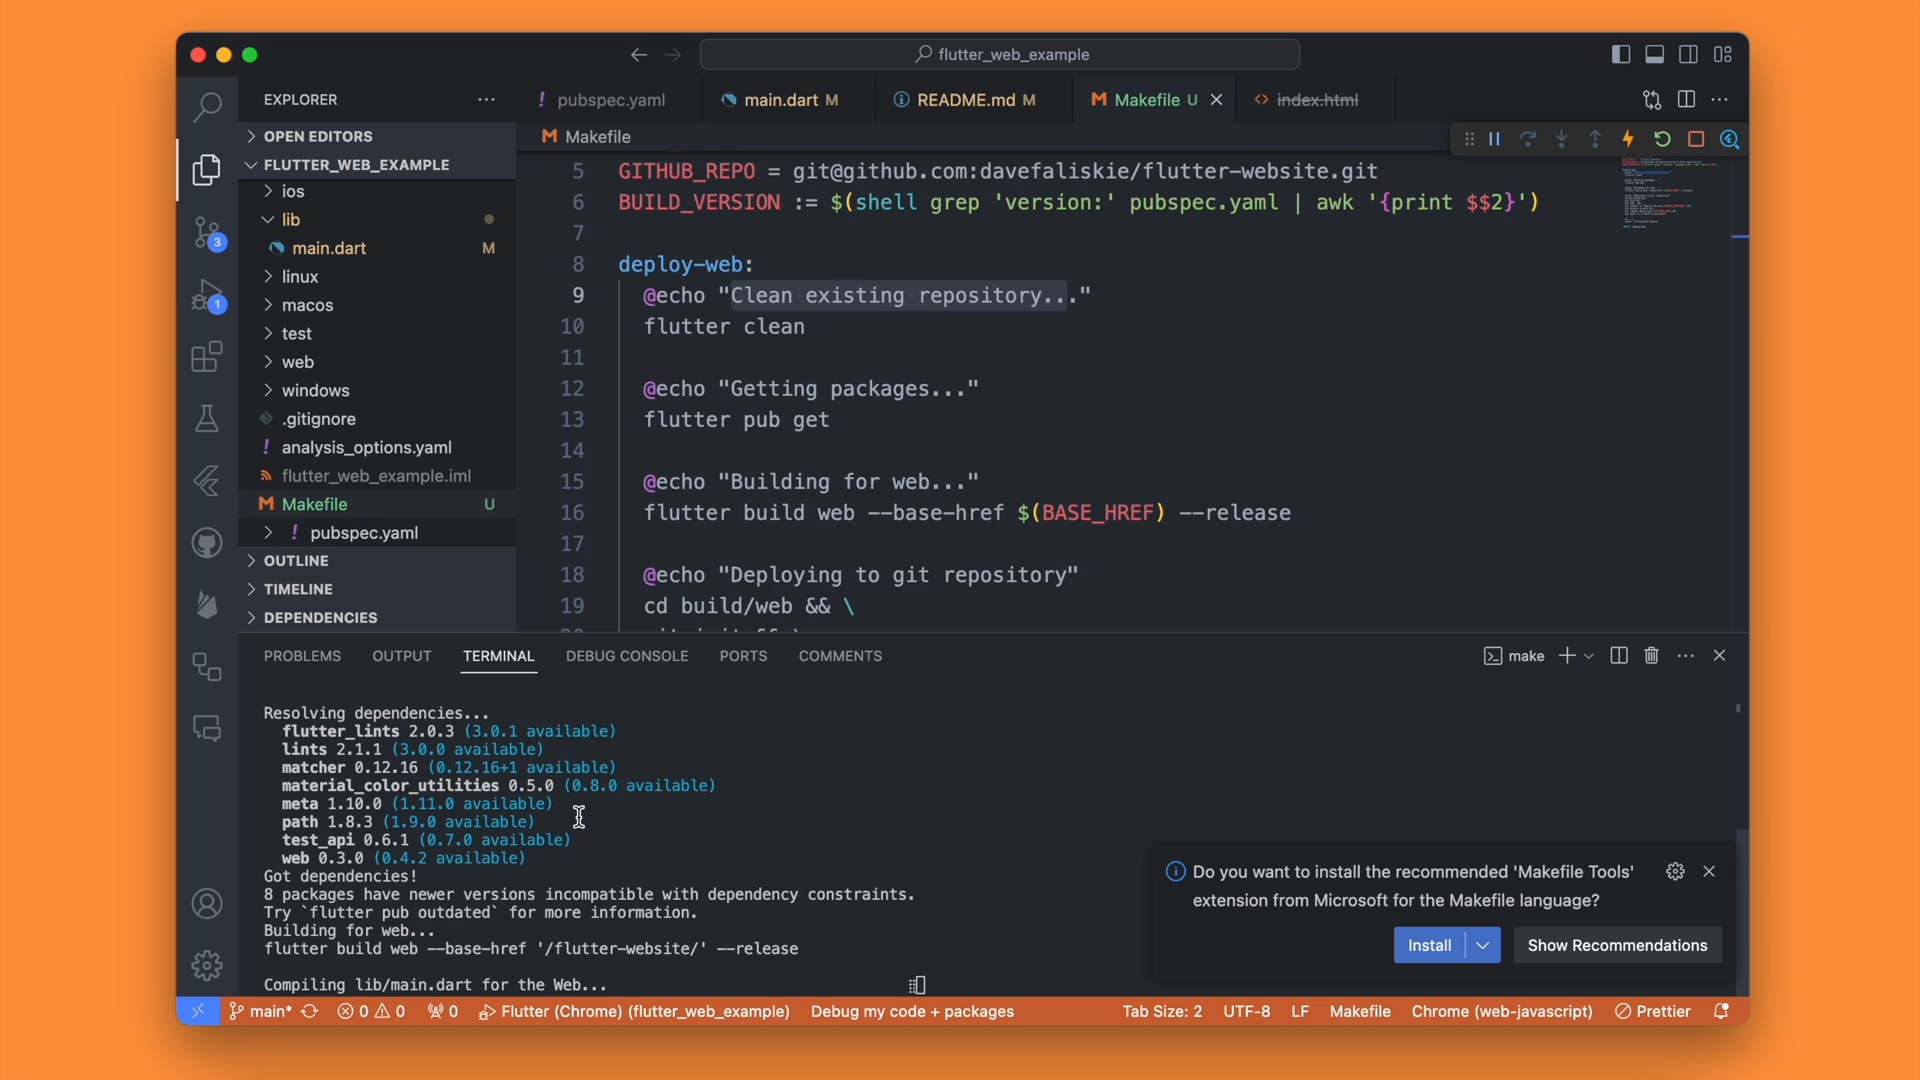 flutter_web_example
EXPLORER
! pubspec.yaml
main.dart M
README.md M
M Makefile U
<> index.html
OPEN EDITORS
FLUTTER_WEB_EXAMPLE
ios
lib
main.dart M
linux
macos
test
web
windows
.gitignore
! analysis_options.yaml
flutter_web_example.iml
M Makefile U
! pubspec.yaml
OUTLINE
TIMELINE
DEPENDENCIES
3
1
M Makefile
5 GITHUB_REPO = git@github.com:davefaliskie/flutter-website.git
6 BUILD_VERSION := $(shell grep 'version:' pubspec.yaml | awk '{print $$2}')
7
8 deploy-web:
9 @echo "Clean existing repository..."
10 flutter clean
11
12 @echo "Getting packages..."
13 flutter pub get
14
15 @echo "Building for web..."
16 flutter build web --base-href $(BASE_HREF) --release
17
18 @echo "Deploying to git repository"
19 cd build/web && \
PROBLEMS OUTPUT TERMINAL DEBUG CONSOLE PORTS COMMENTS
make
Resolving dependencies...
flutter_lints 2.0.3 (3.0.1 available)
lints 2.1.1 (3.0.0 available)
matcher 0.12.16 (0.12.16+1 available)
material_color_utilities 0.5.0 (0.8.0 available)
meta 1.10.0 (1.11.0 available)
path 1.8.3 (1.9.0 available)
test_api 0.6.1 (0.7.0 available)
web 0.3.0 (0.4.2 available)
Got dependencies!
8 packages have newer versions incompatible with dependency constraints.
Try `flutter pub outdated` for more information.
Building for web...
flutter build web --base-href '/flutter-website/' --release
Compiling lib/main.dart for the Web...
Do you want to install the recommended 'Makefile Tools'
extension from Microsoft for the Makefile language?
Install
Show Recommendations
main* 0 0 0 Flutter (Chrome) (flutter_web_example) Debug my code + packages Tab Size: 2 UTF-8 LF Makefile Chrome (web-javascript) Prettier